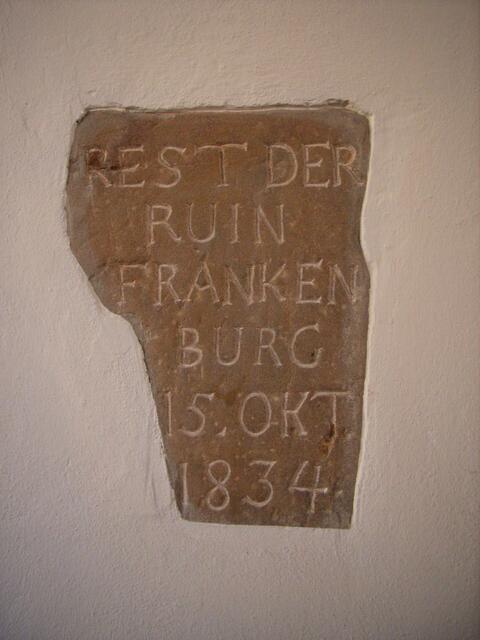 REST DER
RUIN
FRANKEN
BURG
15. OKT
1834